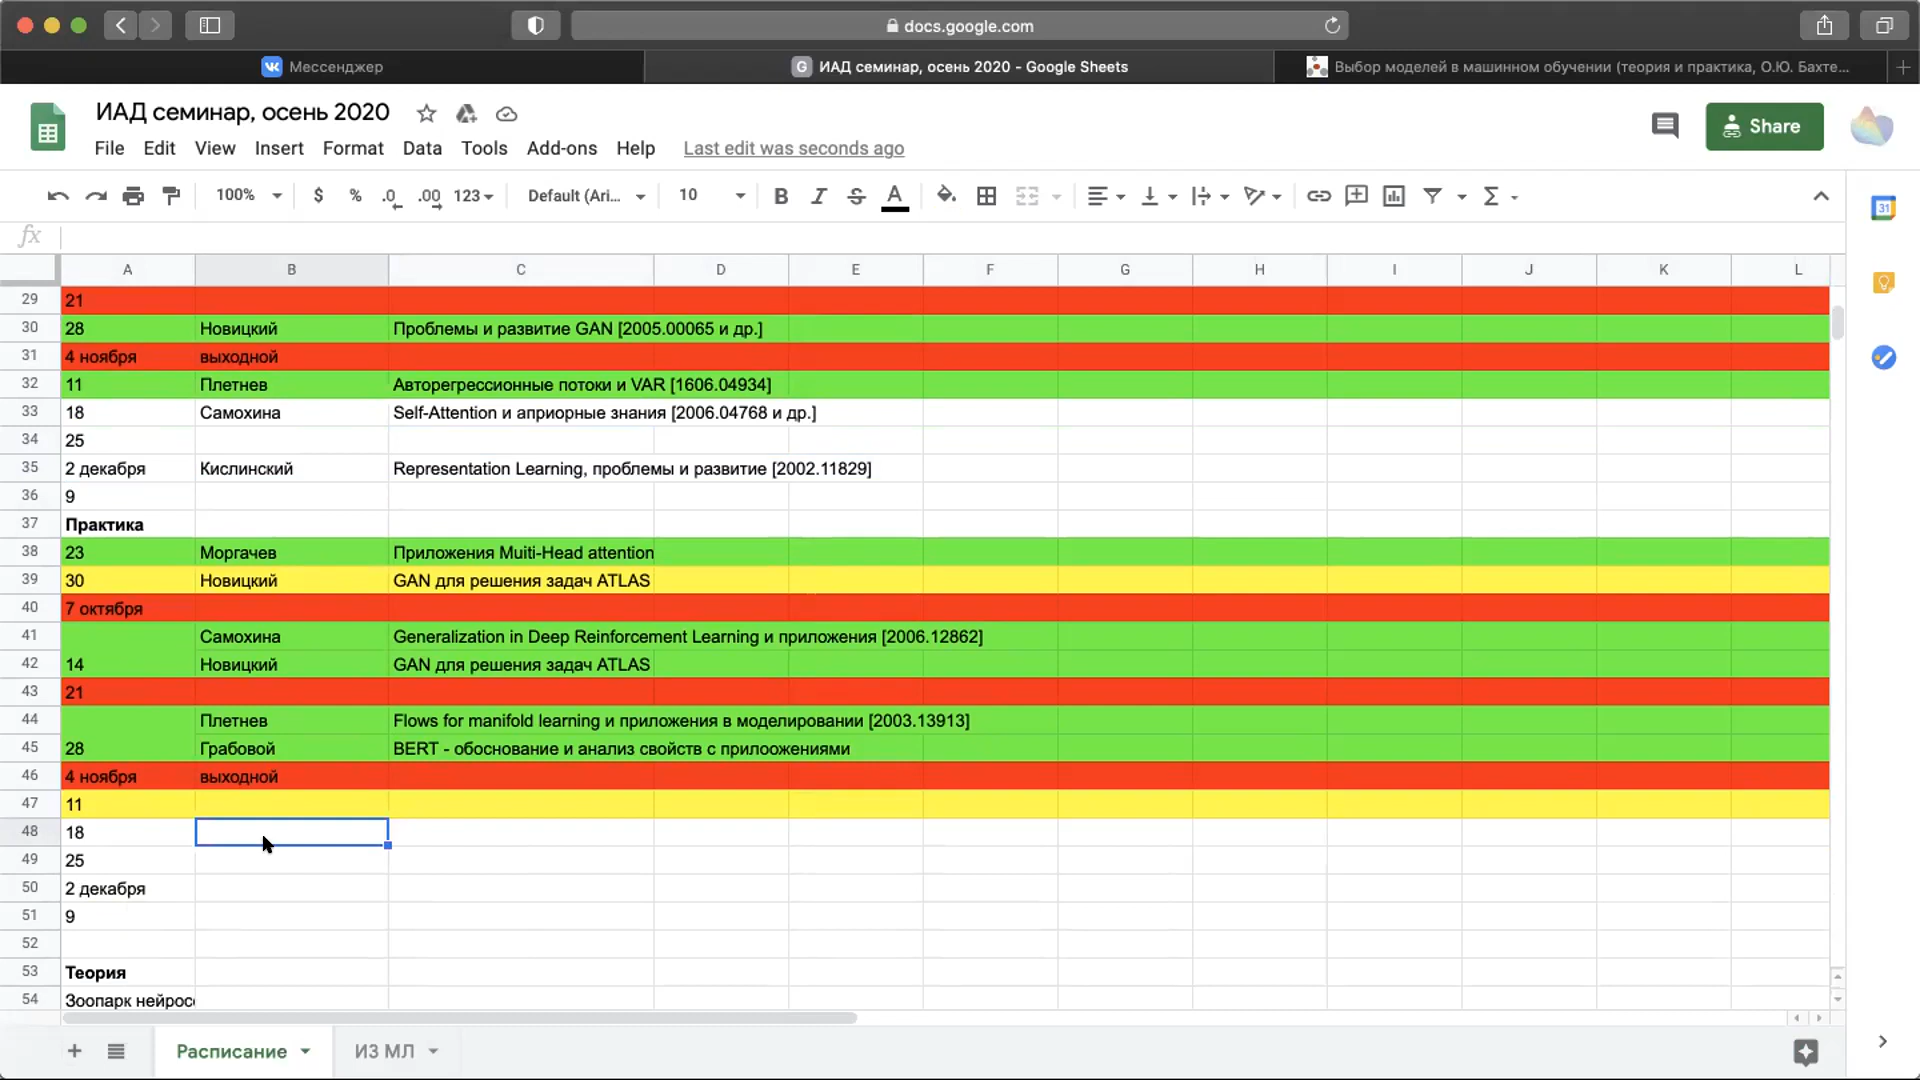 docs.google.com
Мессенджер
ИАД семинар, осень 2020 - Google Sheets
Выбор моделей в машинном обучении (теория и практика, О.Ю. Бахте...
ИАД семинар, осень 2020
File Edit View Insert Format Data Tools Add-ons Help Last edit was seconds ago
Share
100% $ % .0 .00 123 Default (Ari... 10 B I S A
31
fx
A B C D E F G H I J K L
29 21
30 28 Новицкий Проблемы и развитие GAN [2005.00065 и др.]
31 4 ноября выходной
32 11 Плетнев Авторегрессионные потоки и VAR [1606.04934]
33 18 Самохина Self-Attention и априорные знания [2006.04768 и др.]
34 25
35 2 декабря Кислинский Representation Learning, проблемы и развитие [2002.11829]
36 9
37 Практика
38 23 Моргачев Приложения Muiti-Head attention
39 30 Новицкий GAN для решения задач ATLAS
40 7 октября
41 Самохина Generalization in Deep Reinforcement Learning и приложения [2006.12862]
42 14 Новицкий GAN для решения задач ATLAS
43 21
44 Плетнев Flows for manifold learning и приложения в моделировании [2003.13913]
45 28 Грабовой BERT - обоснование и анализ свойств с прилоожениями
46 4 ноября выходной
47 11
48 18
49 25
50 2 декабря
51 9
52
53 Теория
54 Зоопарк нейросе
Расписание ИЗ МЛ